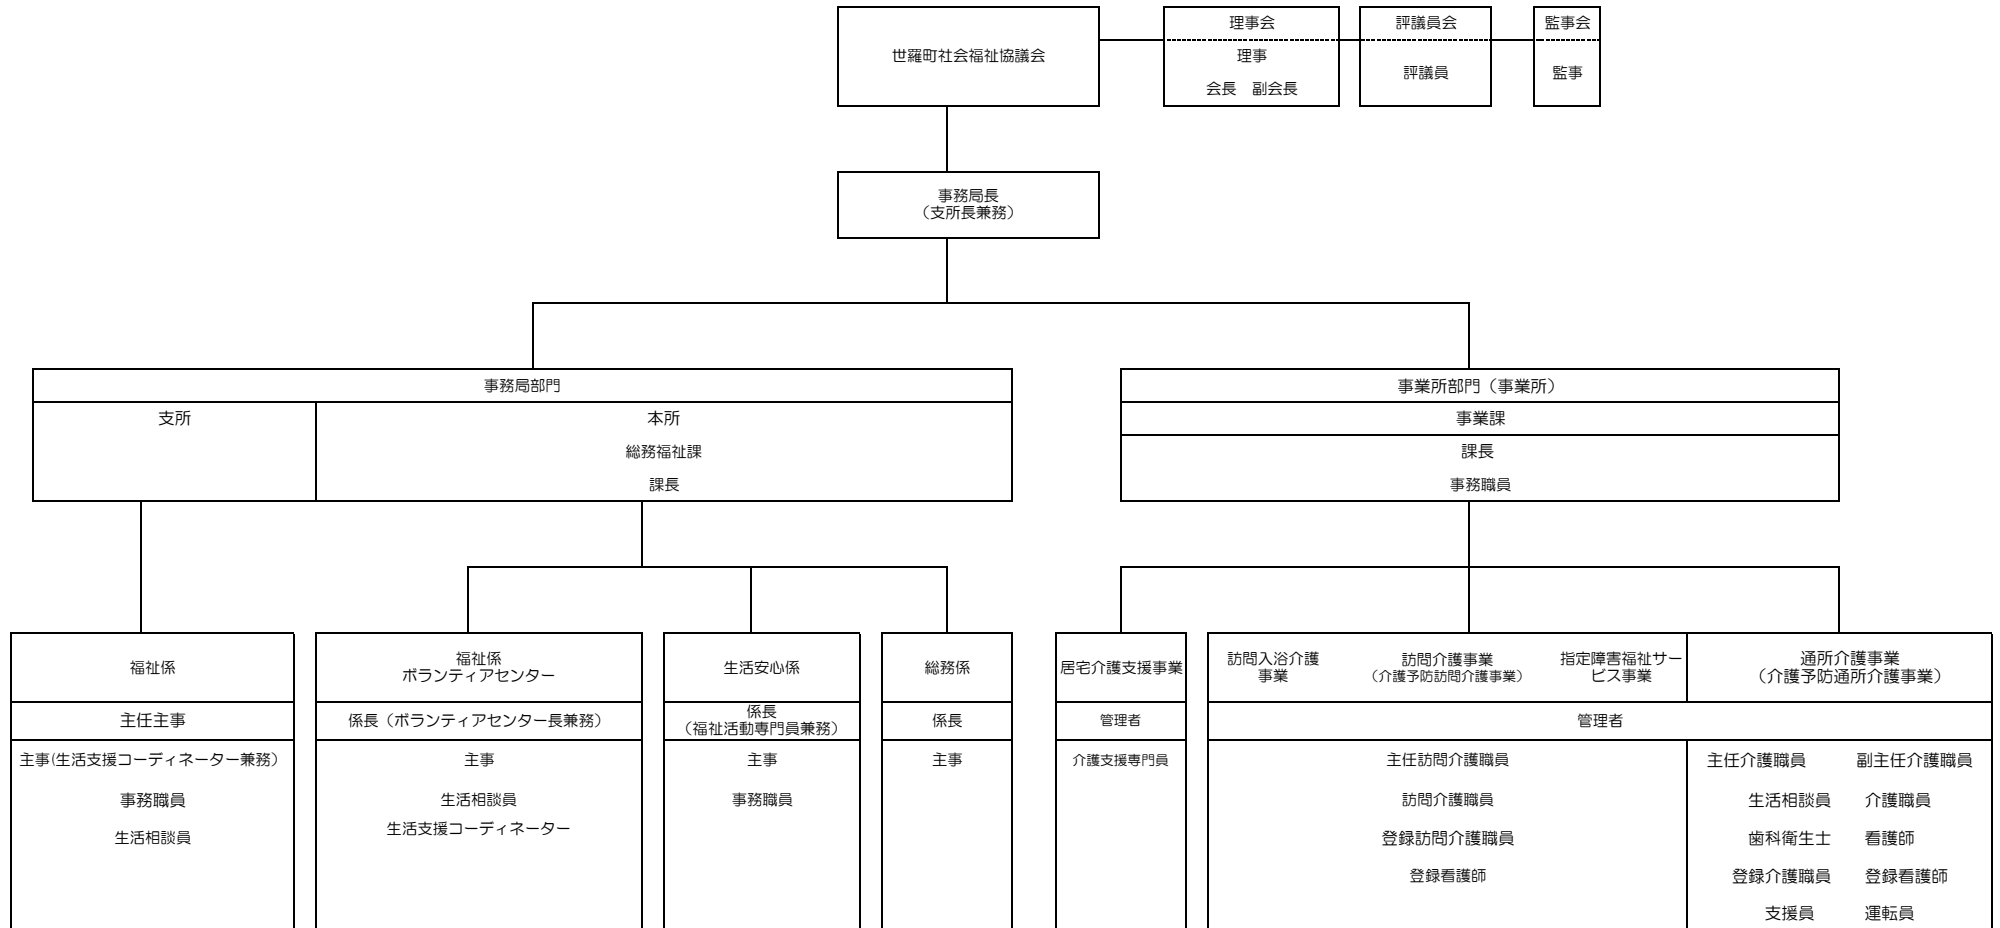 世羅町社会福祉協議会
理事会
理事
会長　副会長
評議員会
評議員
監事会
監事
事務局長
（支所長兼務）
事務局部門
支所
本所
総務福祉課
課長
事業所部門（事業所）
事業課
課長
事務職員
福祉係
主任主事
主事(生活支援コーディネーター兼務）
事務職員
生活相談員
福祉係
ボランティアセンター
係長（ボランティアセンター長兼務）
主事
生活相談員
生活支援コーディネーター
生活安心係
係長
（福祉活動専門員兼務）
主事
事務職員
総務係
係長
主事
居宅介護支援事業
管理者
介護支援専門員
訪問入浴介護
事業
訪問介護事業
（介護予防訪問介護事業）
指定障害福祉サー
ビス事業
通所介護事業
（介護予防通所介護事業）
管理者
主任訪問介護職員
訪問介護職員
登録訪問介護職員
登録看護師
主任介護職員　副主任介護職員
生活相談員　介護職員
歯科衛生士　看護師
登録介護職員　登録看護師
支援員　運転員